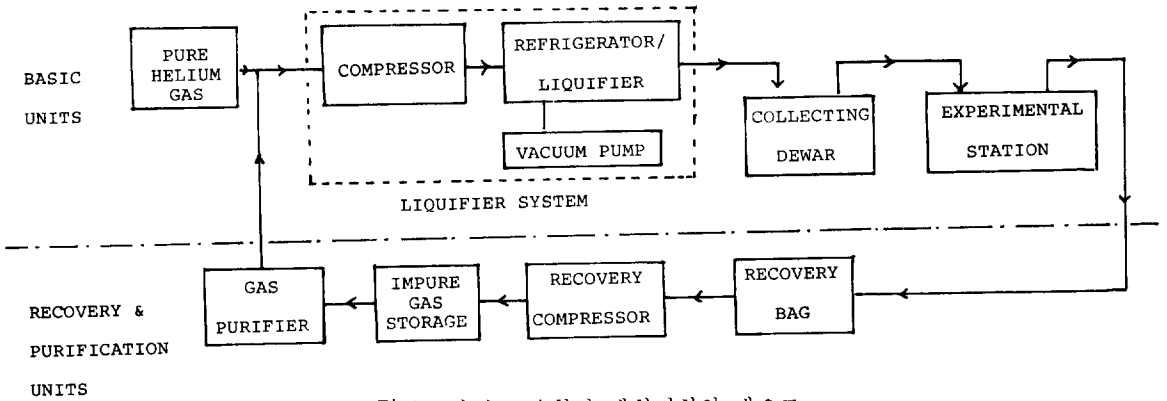 BASIC
UNITS
PURE
HELIUM
GAS
COMPRESSOR
REFRIGERATOR/
LIQUIFIER
VACUUM PUMP
LIQUIFIER SYSTEM
COLLECTING
DEWAR
EXPERIMENTAL
STATION
RECOVERY &
PURIFICATION
UNITS
GAS
PURIFIER
IMPURE
GAS
STORAGE
RECOVERY
COMPRESSOR
RECOVERY
BAG